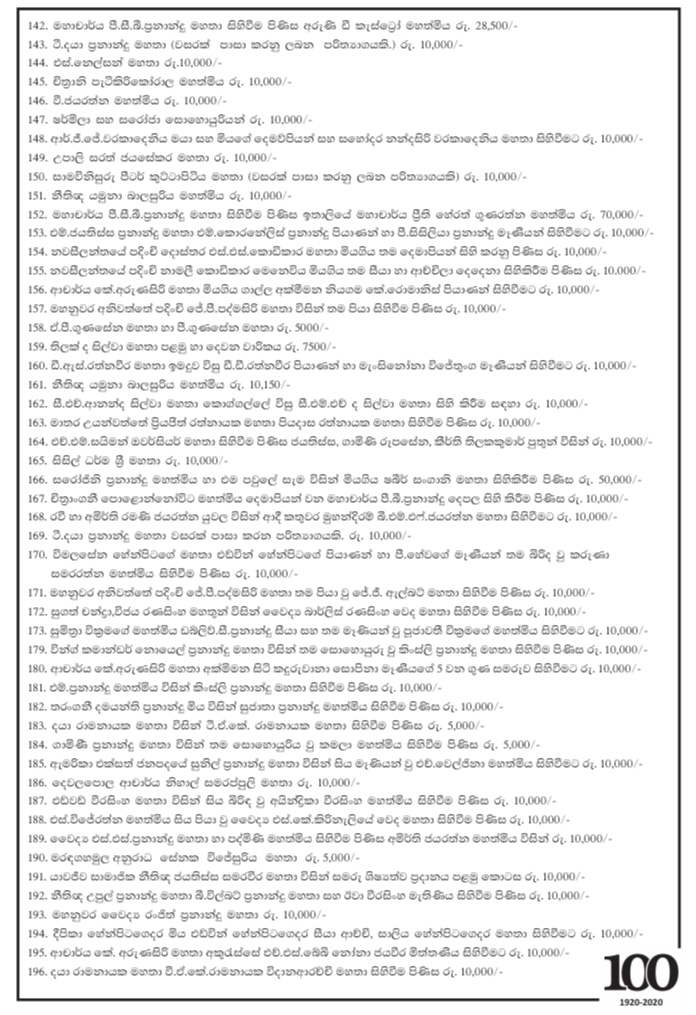 142. මහාචාර්ය පී.සී.බී.ප්‍රනාන්දු මහතා සිහිවීම පිණිස අරුණි ඩී කැස්ට්‍රෝ මහත්මිය රු. 28,500/-
143. ටී.දයා ප්‍රනාන්දු මහතා (වසරක් පාසා කරනු ලබන පරිත්‍යාගයකි.) රු. 10,000/-
144. එස්.නෙල්සන් මහතා රු.10,000/-
145. චිත්‍රානි පැටිකිරිකෝරාල මහත්මිය රු. 10,000/-
146. වී.ජයරත්න මහත්මිය රු. 10,000/-
147. ෂර්මිලා සහ සරෝජා සොහොයුරියන් රු. 10,000/-
148. ආර්.ජී.ජේ.වරකාදෙනිය මයා සහ මියගේ දෙමව්පියන් සහ සහෝදර නන්දසිරි වරකාදෙනිය මහතා සිහිවීමට රු. 10,000/-
149. උපාලි සරත් ජයසේකර මහතා රු. 10,000/-
150. සාමවිනිසුරු පීටර් කුට්ටාපිටිය මහතා (වසරක් පාසා කරනු ලබන පරිත්‍යාගයකි) රු. 10,000/-
151. නීතිඥ යමුනා බාලසූරිය මහත්මිය රු. 10,000/-
152. මහාචාර්ය පී.සී.බී.ප්‍රනාන්දු මහතා සිහිවීම පිණිස ඉතාලියේ මහාචාර්ය ප්‍රීති හේරත් ගුණරත්න මහත්මිය රු. 70,000/-
153. එම්.ජයතිස්ස ප්‍රනාන්දු මහතා එම්.කොරනේලිස් ප්‍රනාන්දු පියාණන් හා පී.සිසිලියා ප්‍රනාන්දු මෑණියන් සිහිවීමට රු. 10,000/-
154. නවසීලන්තයේ පදිංචි දොස්තර එස්.එස්.කොඩිකාර මහතා මියගිය තම දෙමාපියන් සිහි කරනු පිණිස රු. 10,000/-
155. නවසීලන්තයේ පදිංචි නාමලී කොඩිකාර මෙනෙවිය මියගිය තම සීයා හා ආච්චිලා දෙදෙනා සිහිකිරීම පිණිස රු. 10.000/-
156. ආචාර්ය කේ.අරුණසිරි මහතා මියගිය ගාල්ල අක්මීමන නියගම කේ.රොමානිස් පියාණන් සිහිවීමට රු. 10,000/-
157. මහනුවර අනිවත්තේ පදිංචි ජේ.පී.පද්මසිරි මහතා විසින් තම පියා සිහිවීම පිණිස රු. 10,000/-
158. ඒ.පී.ගුණසේන මහතා හා පී.ගුණසේන මහතා රු. 5000/-
159. තිලක් ද සිල්වා මහතා පළමු හා දෙවන වාරිකය රු. 7500/-
160. ඩී.ඇස්.රත්නවීර මහතා ඉමදුව විසූ ඩී.ඩී.රත්නවීර පියාණන් හා මැංසිනෝනා විජේතුංග මෑණියන් සිහිවීමට රු. 10,000/-
161. නීතිඥ යමුනා බාලසූරිය මහත්මිය රු. 10,150/-
162. සී.එච්.ආනන්ද සිල්වා මහතා කොග්ගල්ලේ විසූ සී.එම්.එච් ද සිල්වා මහතා සිහි කිරීම සඳහා රු. 10,000/-
163. මාතර උයන්වත්තේ ප්‍රියජිත් රත්නායක මහතා පියදාස රත්නායක මහතා සිහිවීම පිණිස රු. 10,000/-
164. එච්.එම්.සයිමන් ඕවර්සියර් මහතා සිහිවීම පිණිස ජයතිස්ස, ගාමිණී රූපසේන, කීර්ති තිලකකුමාර් පුතුන් විසින් රු. 10,000/-
165. සිසිල් ධර්ම ශ්‍රී මහතා රු. 10,000/-
166. සරෝජිනි ප්‍රනාන්දු මහත්මිය හා එම පවුලේ සැම විසින් මියගිය ෂබීර් සංගානි මහතා සිහිකිරීම පිණිස රු. 50,000/-
167. චිත්‍රාංගනී පොළොන්නෝවිට මහත්මිය දෙමාපියන් වන මහාචාර්ය පී.බී.ප්‍රනාන්දු දෙපල සිහි කිරීම පිණිස රු. 10,000/-
168. රවී හා අමිර්ති රමණි ජයරත්න යුවල විසින් ආදි කතුවර මුහන්දිරම් බී.එම්.එෆ්.ජයරත්න මහතා සිහිවීමට රු. 10,000/-
169. ටී.දයා ප්‍රනාන්දු මහතා වසරක් පාසා කරන පරිත්‍යාගයකි. රු. 10,000/-
170. විමලසේන හේන්පිටගේ මහතා එඩ්වින් හේන්පිටගේ පියාණන් හා පී.හේවගේ මෑණියන් තම බිරිඳ වූ කරුණා
සමරරත්න මහත්මිය සිහිවීම පිණිස රු. 10,000/-
171. මහනුවර අනිවත්තේ පදිංචි ජේ.පී.පද්මසිරි මහතා තම පියා වූ ජේ.ජී. ඇල්බට් මහතා සිහිවීම පිණිස රු. 10,000/-
172. සුගත් චන්ද්‍රා,විජය රණසිංහ මහතුන් විසින් වෛද්‍ය බාර්ලිස් රණසිංහ වෙද මහතා සිහිවීම පිණිස රු. 10,000/-
173. සුමිත්‍රා වික්‍රමගේ මහත්මිය ඩබ්ලිව්.සී.ප්‍රනාන්දු සීයා සහ තම මෑණියන් වූ පූජාවතී වික්‍රමගේ මහත්මිය සිහිවීමට රු. 10,000/-
179. වින්ග් කමාන්ඩර් නොයෙල් ප්‍රනාන්දු මහතා විසින් තම සොහොයුරු වූ කිංස්ලි ප්‍රනාන්දු මහතා සිහිවීම පිණිස රු. 10,000/-
180. ආචාර්ය කේ.අරුණසිරි මහතා අක්මීමන සිටි කදුරුවානා සොපිනා මෑණියගේ 5 වන ගුණ සමරුව සිහිවීමට රු. 10,000/-
181. එම්.ප්‍රනාන්දු මහත්මිය විසින් කිංස්ලි ප්‍රනාන්දු මහතා සිහිවීම පිණිස රු. 10,000/-
182. තරංගනී දමයන්ති ප්‍රනාන්දු මිය විසින් සුජාතා ප්‍රනාන්දු මහත්මිය සිහිවීම පිණිස රු. 10,000/-
183. දයා රාමනායක මහතා විසින් ටී.ඒ.කේ. රාමනායක මහතා සිහිවීම පිණිස රු. 5,000/-
184. ගාමිණී ප්‍රනාන්දු මහතා විසින් තම සොහොයුරිය වූ කමලා මහත්මිය සිහිවීම පිණිස රු. 5,000/-
185. ඇමරිකා එක්සත් ජනපදයේ සුනිල් ප්‍රනාන්දු මහතා විසින් සිය මෑණියන් වූ එච්.වෙල්ජිනා මහත්මිය සිහිවීමට රු. 10,000/-
186. දෙවලපොල ආචාර්ය නිහාල් සමරප්පුලි මහතා රු. 10,000/-
187. එඩ්වඩ් වීරසිංහ මහතා විසින් සිය බිරිඳ වූ අයින්ද්‍රිකා වීරසිංහ මහත්මිය සිහිවීම පිණිස රු. 10,000/-
188. එස්.විජේරත්න මහත්මිය සිය පියා වූ වෛද්‍ය එස්.කේ.කිරිනැලියේ වෙද මහතා සිහිවීම පිණිස රු. 10,000/-
189. වෛද්‍ය එස්.එස්.ප්‍රනාන්දු මහතා හා පද්මිණි මහත්මිය සිහිවීම පිණිස අමිර්ති ජයරත්න මහත්මිය විසින් රු. 10,000/-
190. මරඳගහමුල අනුරාධ සේනක විජේසූරිය මහතා රු. 5,000/-
191. යාවජීව සාමාජික නීතිඥ ජයතිස්ස සමරවීර මහතා විසින් සමරු ශිෂ්‍යත්ව ප්‍රදානය පළමු කොටස රු. 10,000/-
192. නීතිඥ උපුල් ප්‍රනාන්දු මහතා බී.විල්බට් ප්‍රනාන්දු මහතා සහ ඊවා වීරසිංහ මැතිණිය සිහිවීම පිණිස රු. 10,000/-
193. මහනුවර වෛද්‍ය රංජිත් ප්‍රනාන්දු මහතා රු. 10,000/-
194. දීපිකා හේන්පිටගෙදර මිය එඩ්වින් හේන්පිටගෙදර සීයා ආච්චි, සාලිය හේන්පිටගෙදර මහතා සිහිවීමට රු. 10,000/-
195. ආචාර්ය කේ. අරුණසිරි මහතා අකුරැස්සේ එච්.එස්.බේබි නෝනා ජයවීර මිත්තණිය සිහිවීමට රු. 10,000/-
196. දයා රාමනායක මහතා වී.ඒ.කේ.රාමනායක විදානආරච්චි මහතා සිහිවීම පිණිස රු. 10,000/-
100
1920-2020